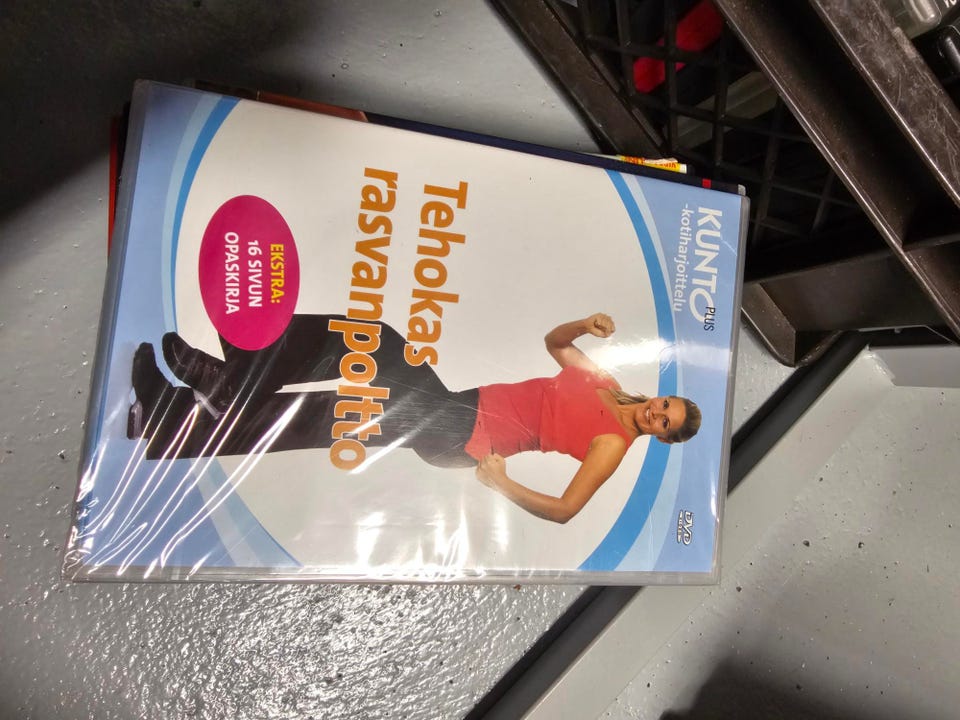 KUNTO PLUS
-kotiharjoittelu
Tehokas
rasvanpoltto
EKSTRA:
16 SIVUN
OPASKIRJA
DVD